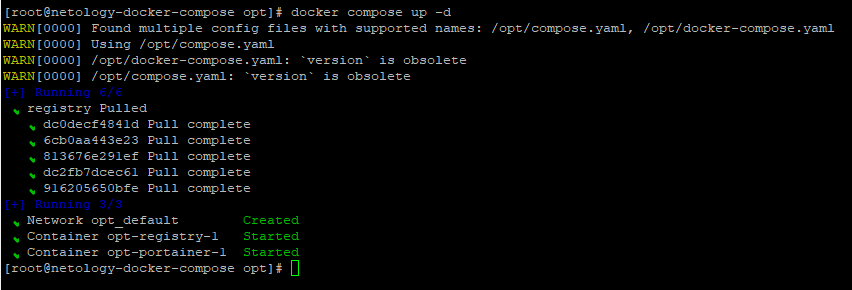 [root@netology-docker-compose opt]# docker compose up -d
WARN[0000] Found multiple config files with supported names: /opt/compose.yaml, /opt/docker-compose.yaml
WARN[0000] Using /opt/compose.yaml
WARN[0000] /opt/docker-compose.yaml: `version` is obsolete
WARN[0000] /opt/compose.yaml: `version` is obsolete
[+] Running 6/6
✔ registry Pulled
✔ dc0decf4841d Pull complete
✔ 6cb0aa443e23 Pull complete
✔ 813676e291ef Pull complete
✔ dc2fb7dcec61 Pull complete
✔ 916205650bfe Pull complete
[+] Running 3/3
✔ Network opt_default Created
✔ Container opt-registry-1 Started
✔ Container opt-portainer-1 Started
[root@netology-docker-compose opt]#